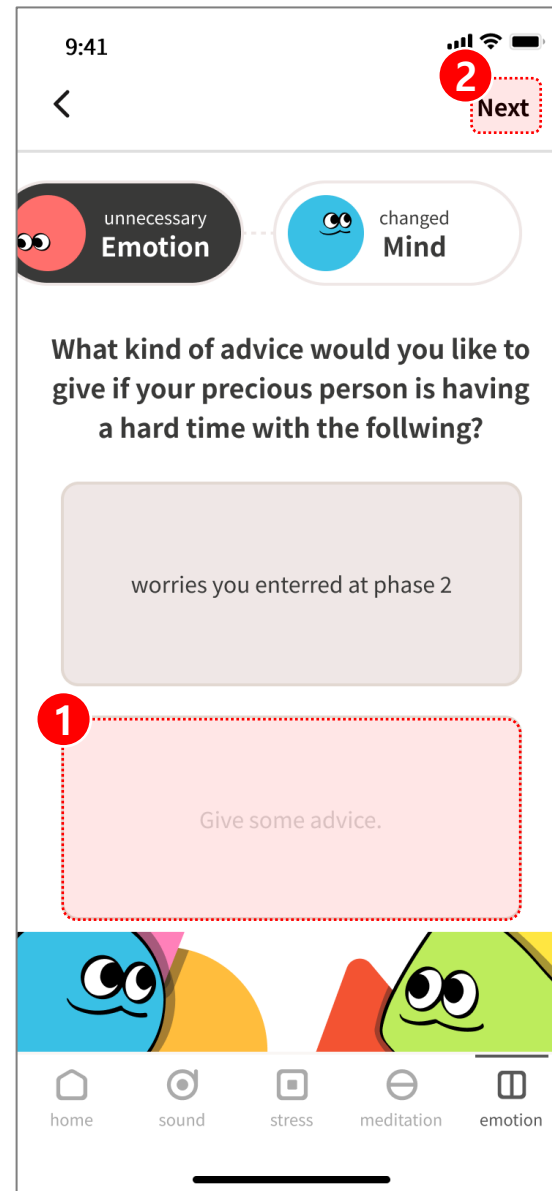 9:41
2
Next
unnecessary
Emotion
changed
Mind
What kind of advice would you like to
give if your precious person is having
a hard time with the follwing?
worries you enterred at phase 2
1
Give some advice.
home
sound
stress
meditation
emotion